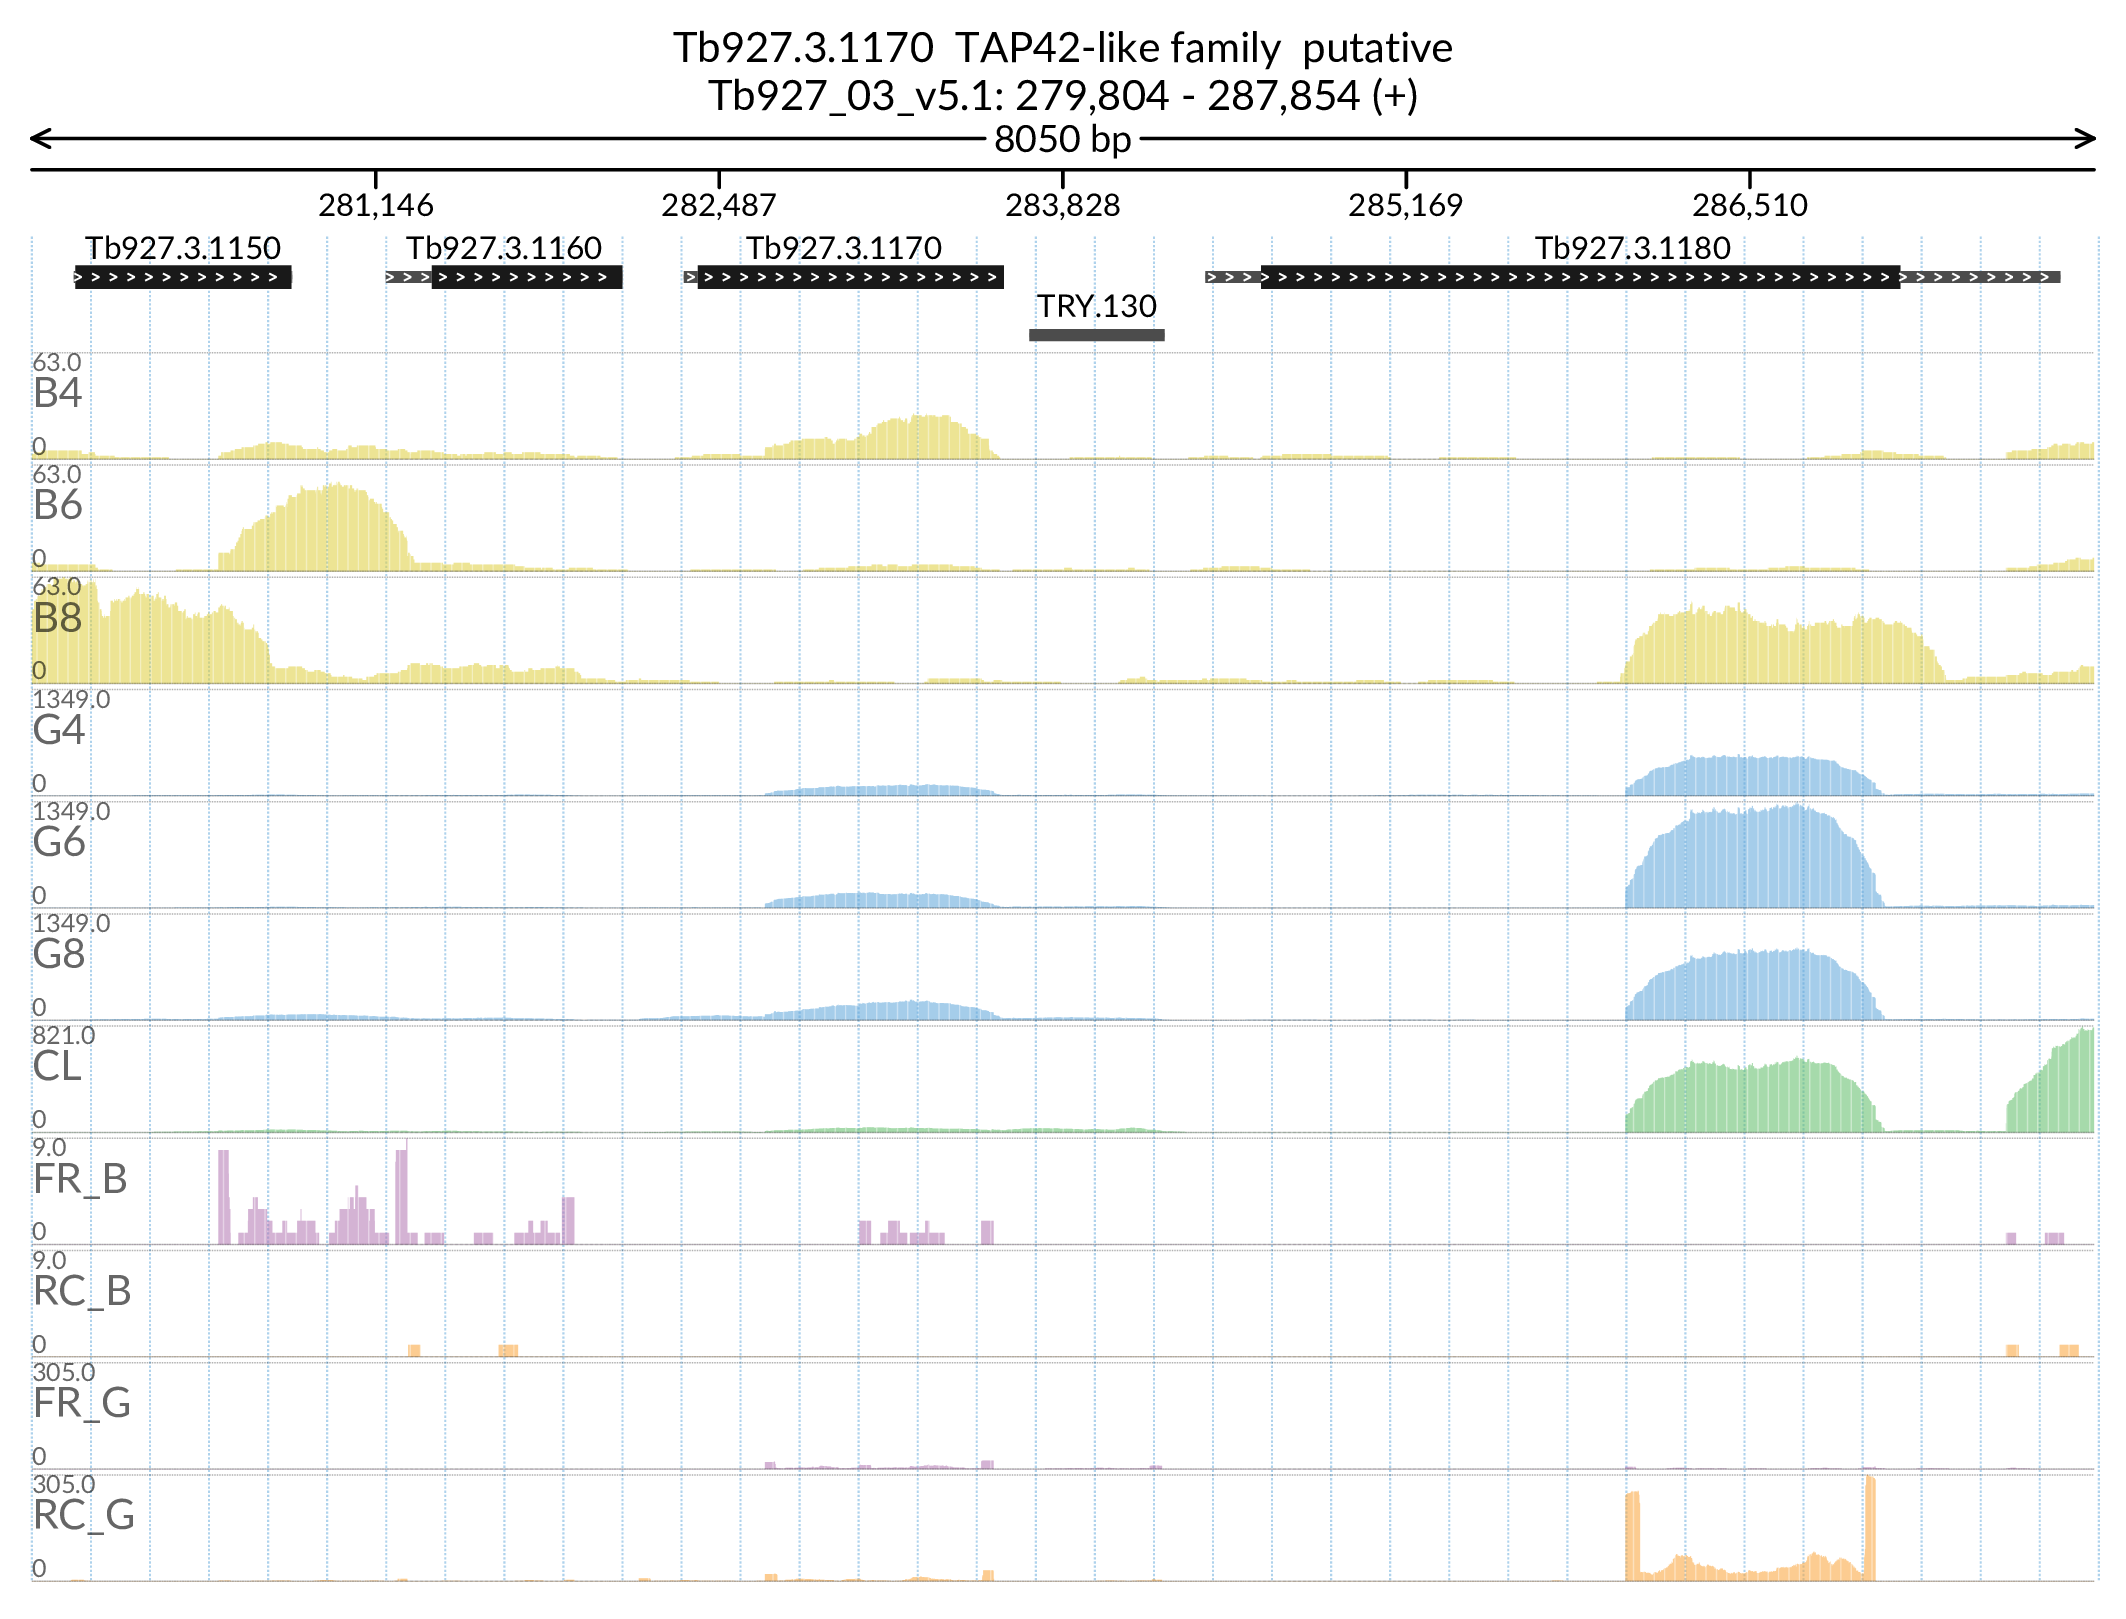 Tb927.3.1170  TAP42-like family  putative
Tb927_03_v5.1: 279,804 - 287,854 (+)
8050 bp
281,146 282,487 283,828 285,169 286,510
Tb927.3.1150 Tb927.3.1160 Tb927.3.1170 Tb927.3.1180
TRY.130
63.0
B4
0
63.0
B6
0
63.0
B8
0
1349.0
G4
0
1349.0
G6
0
1349.0
G8
0
821.0
CL
0
9.0
FR_B
0
9.0
RC_B
0
305.0
FR_G
0
305.0
RC_G
0